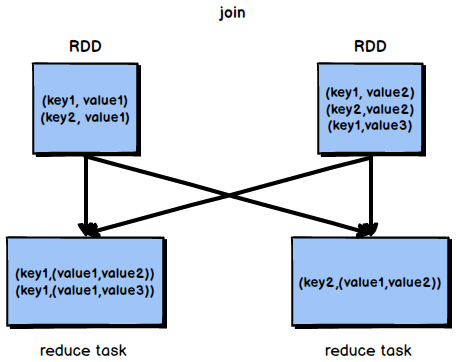 join
RDD
RDD
(key1, value1)
(key2, value1)
(key1, value2)
(key2,value2)
(key1,value3)
(key1,(value1,value2))
(key1,(value1,value3))
(key2,(value1,value2))
reduce task
reduce task